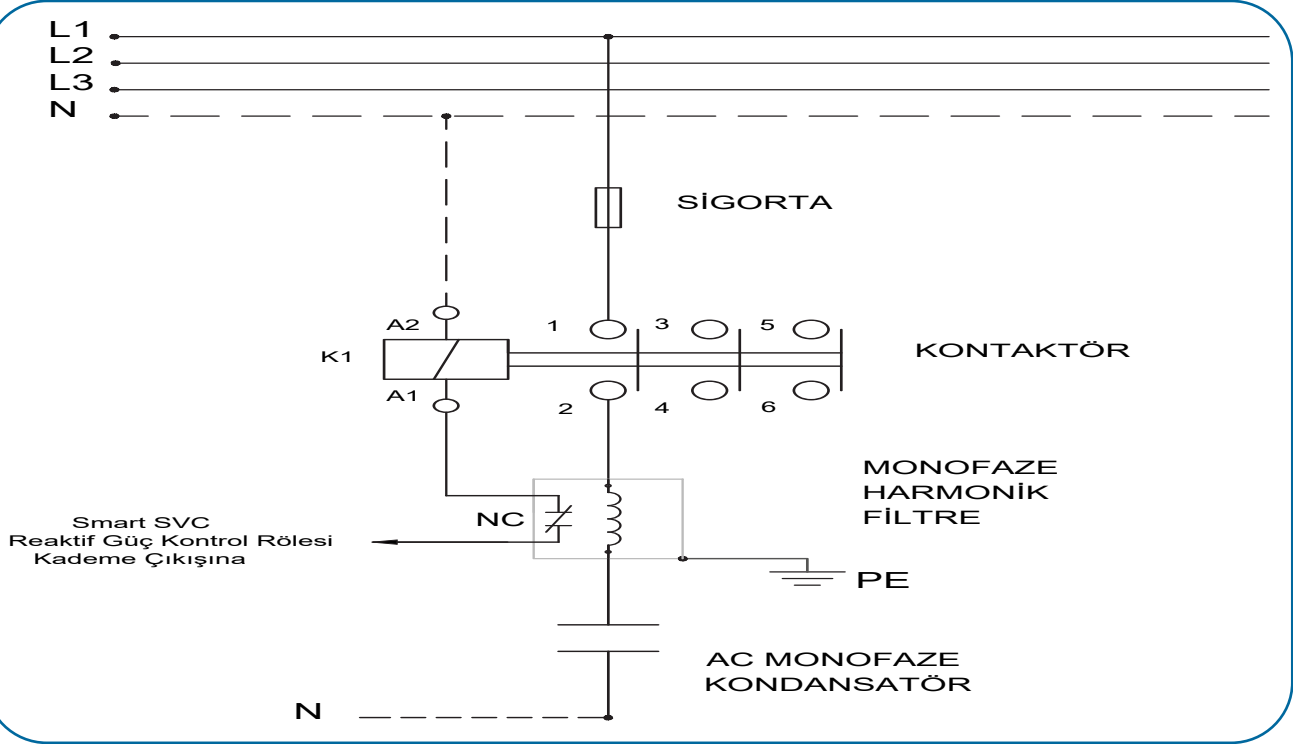 L1
L2
L3
N
SİGORTA
A2
1
3
5
K1
KONTAKTÖR
A1
2
4
6
MONOFAZE
HARMONİK
FİLTRE
NC
Smart SVC
Reaktif Güç Kontrol Rölesi
Kademe Çıkışına
PE
AC MONOFAZE
KONDANSATÖR
N